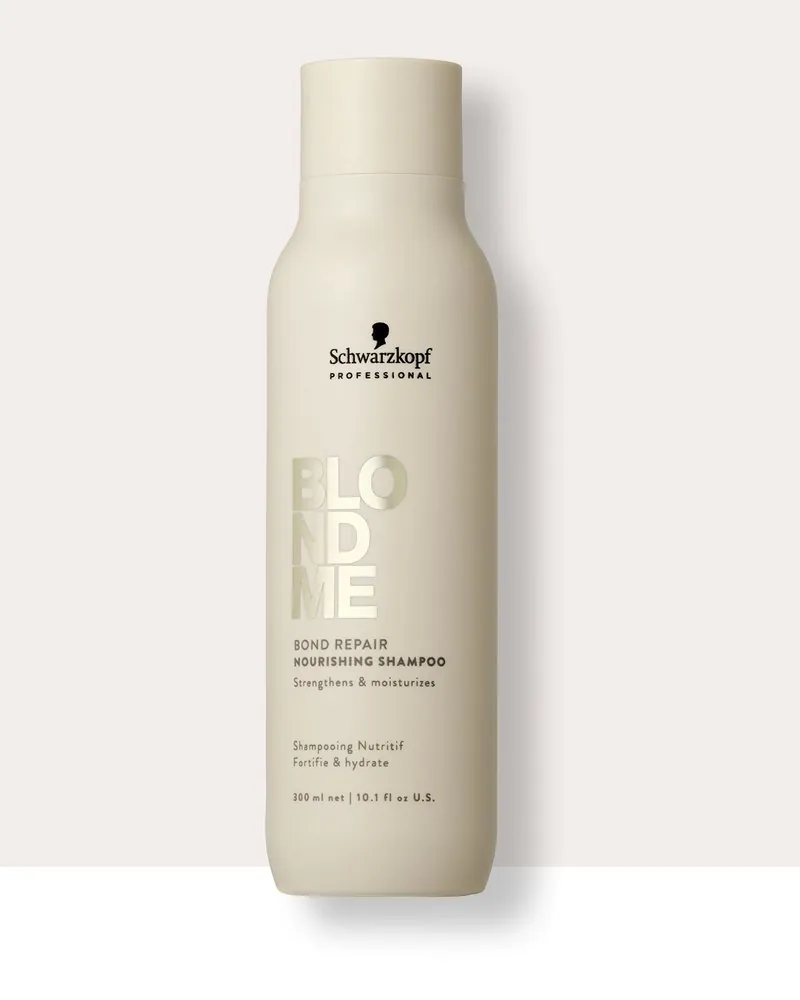 Schwarzkopf
PROFESSIONAL
BLO
ND
ME
BOND REPAIR
NOURISHING SHAMPOO
Strengthens & moisturizes
Shampooing Nutritif
Fortifie & hydrate
300 ml net | 10.1 fl oz U.S.